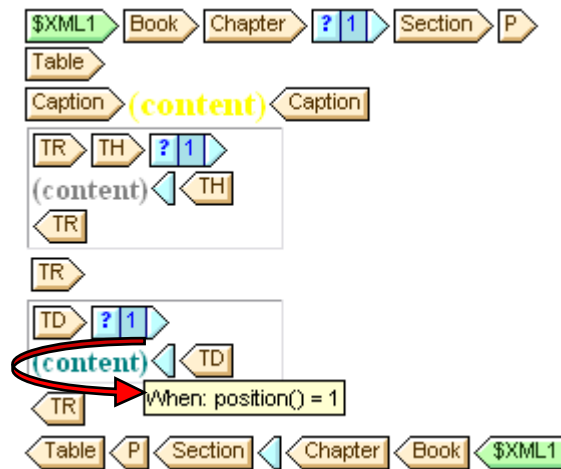 $XML1 Book Chapter ? 1 Section P
Table
Caption (content) Caption
TR TH ? 1
(content) TH
TR
TR
TD ? 1
(content) TD
When: position() = 1
TR
Table P Section Chapter Book $XML1